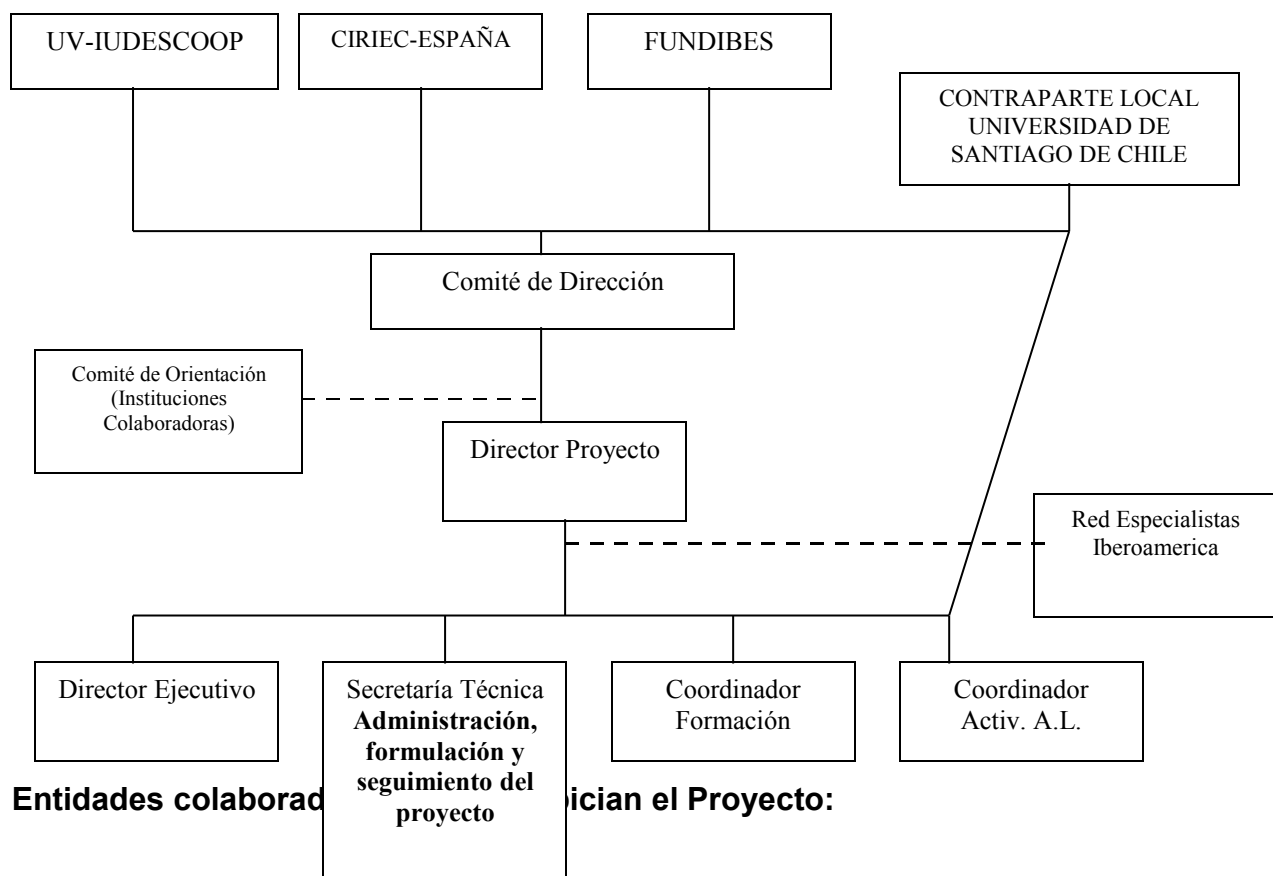 UV-IUDESCOOP
CIRIEC-ESPAÑA
FUNDIBES
CONTRAPARTE LOCAL
UNIVERSIDAD DE
SANTIAGO DE CHILE
Comité de Dirección
Comité de Orientación
(Instituciones
Colaboradoras)
Director Proyecto
Red Especialistas
Iberoamerica
Director Ejecutivo
Secretaría Técnica
Administración,
formulación y
seguimiento del
proyecto
Coordinador
Formación
Coordinador
Activ. A.L.
Entidades el Proyecto: